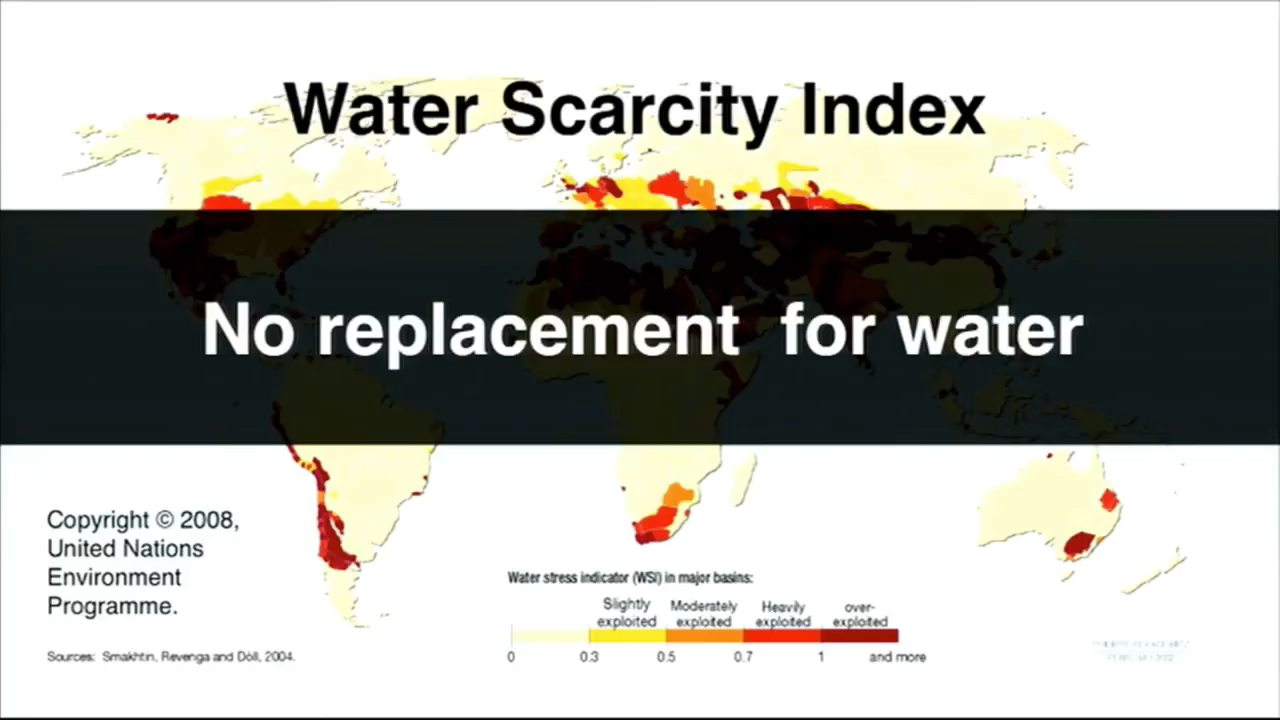 Water Scarcity Index
No replacement for water
Copyright © 2008,
United Nations
Environment
Programme.
Water stress indicator (WSI) in major basins:
Slightly exploited
Moderately exploited
Heavily exploited
over-exploited
0 0.3 0.5 0.7 1 and more
Sources: Smakhtin, Revenga and Döll, 2004.